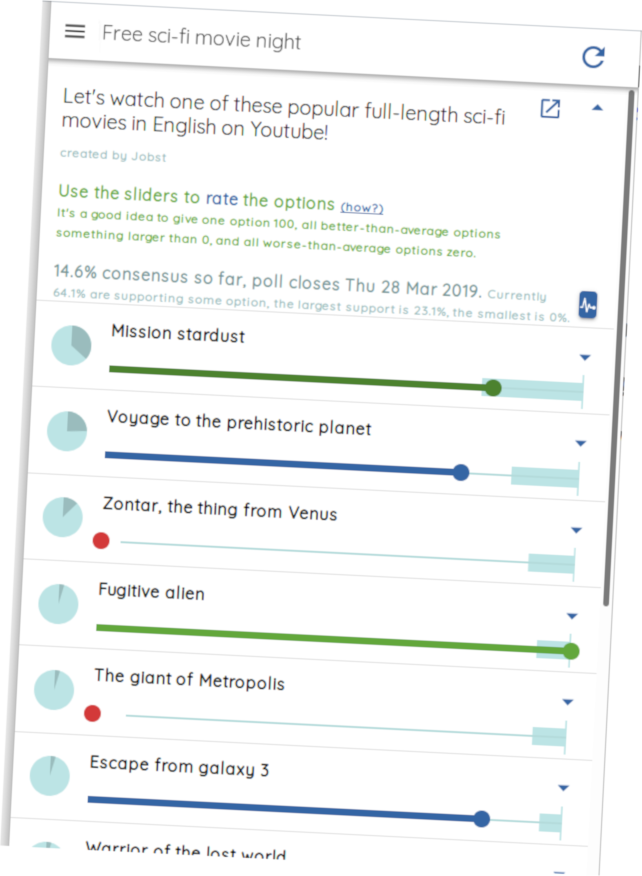 Free sci-fi movie night
Let's watch one of these popular full-length sci-fi
movies in English on Youtube!
created by Jobst
Use the sliders to rate the options (how?)
It's a good idea to give one option 100, all better-than-average options
something larger than 0, and all worse-than-average options zero.
14.6% consensus so far, poll closes Thu 28 Mar 2019. Currently
64.1% are supporting some option, the largest support is 23.1%, the smallest is 0%.
Mission stardust
Voyage to the prehistoric planet
Zontar, the thing from Venus
Fugitive alien
The giant of Metropolis
Escape from galaxy 3
Warrior of the lost world